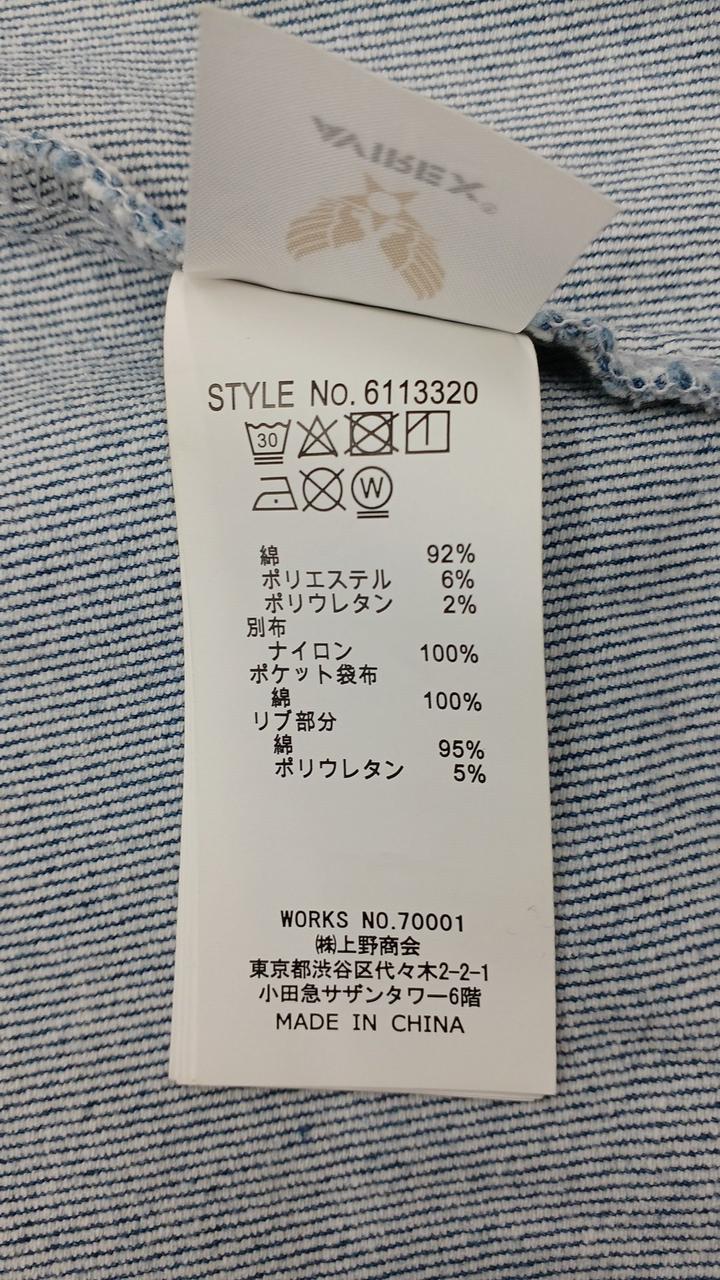 AVIREX®
STYLE NO. 6113320
30
W
綿 92%
ポリエステル 6%
ポリウレタン 2%
別布
ナイロン 100%
ポケット袋布
綿 100%
リブ部分
綿 95%
ポリウレタン 5%
WORKS NO.70001
㈱上野商会
東京都渋谷区代々木2-2-1
小田急サザンタワー6階
MADE IN CHINA